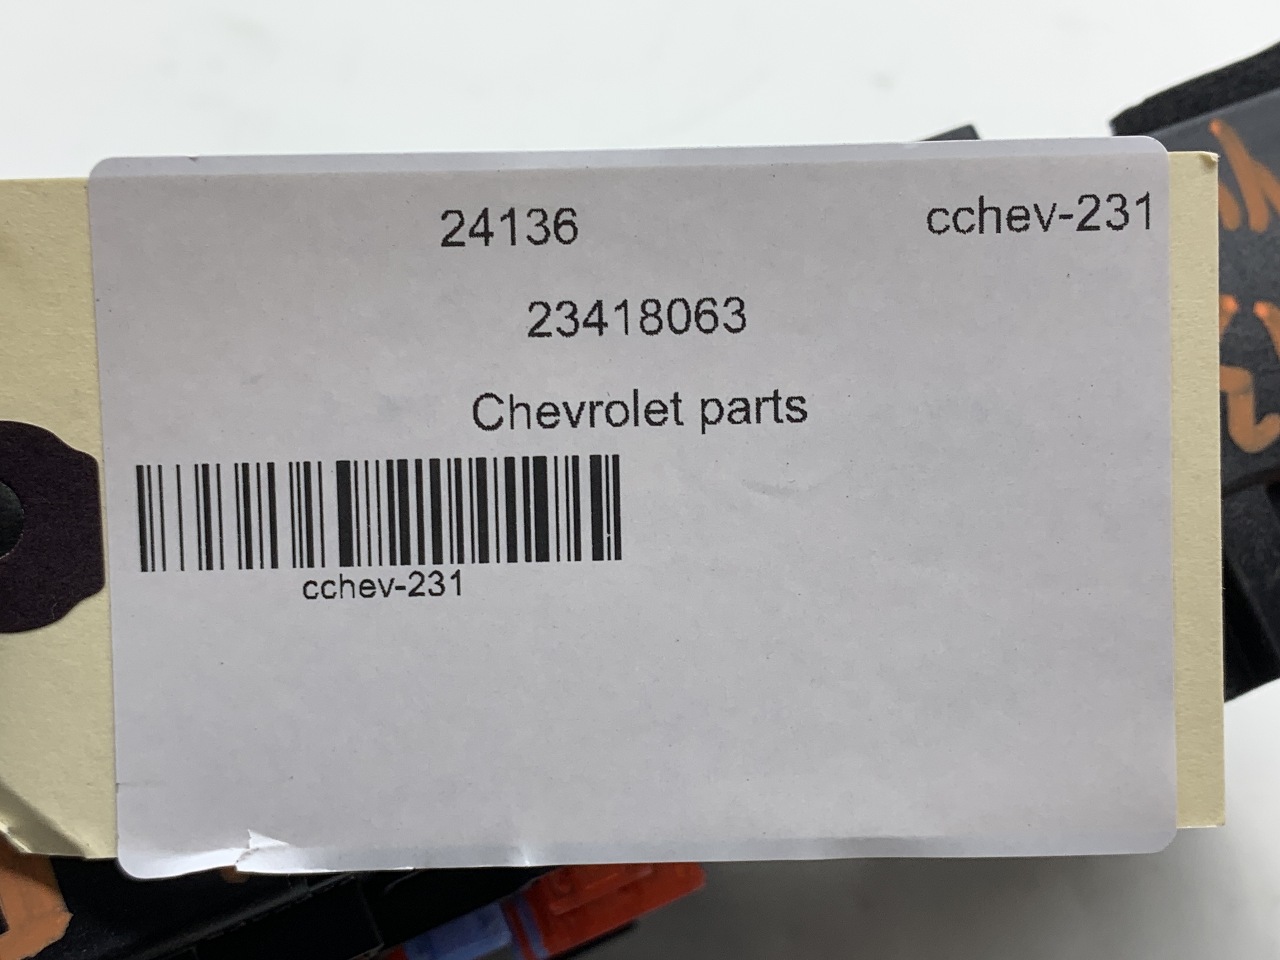 24136 cchev-231
23418063
Chevrolet parts
cchev-231